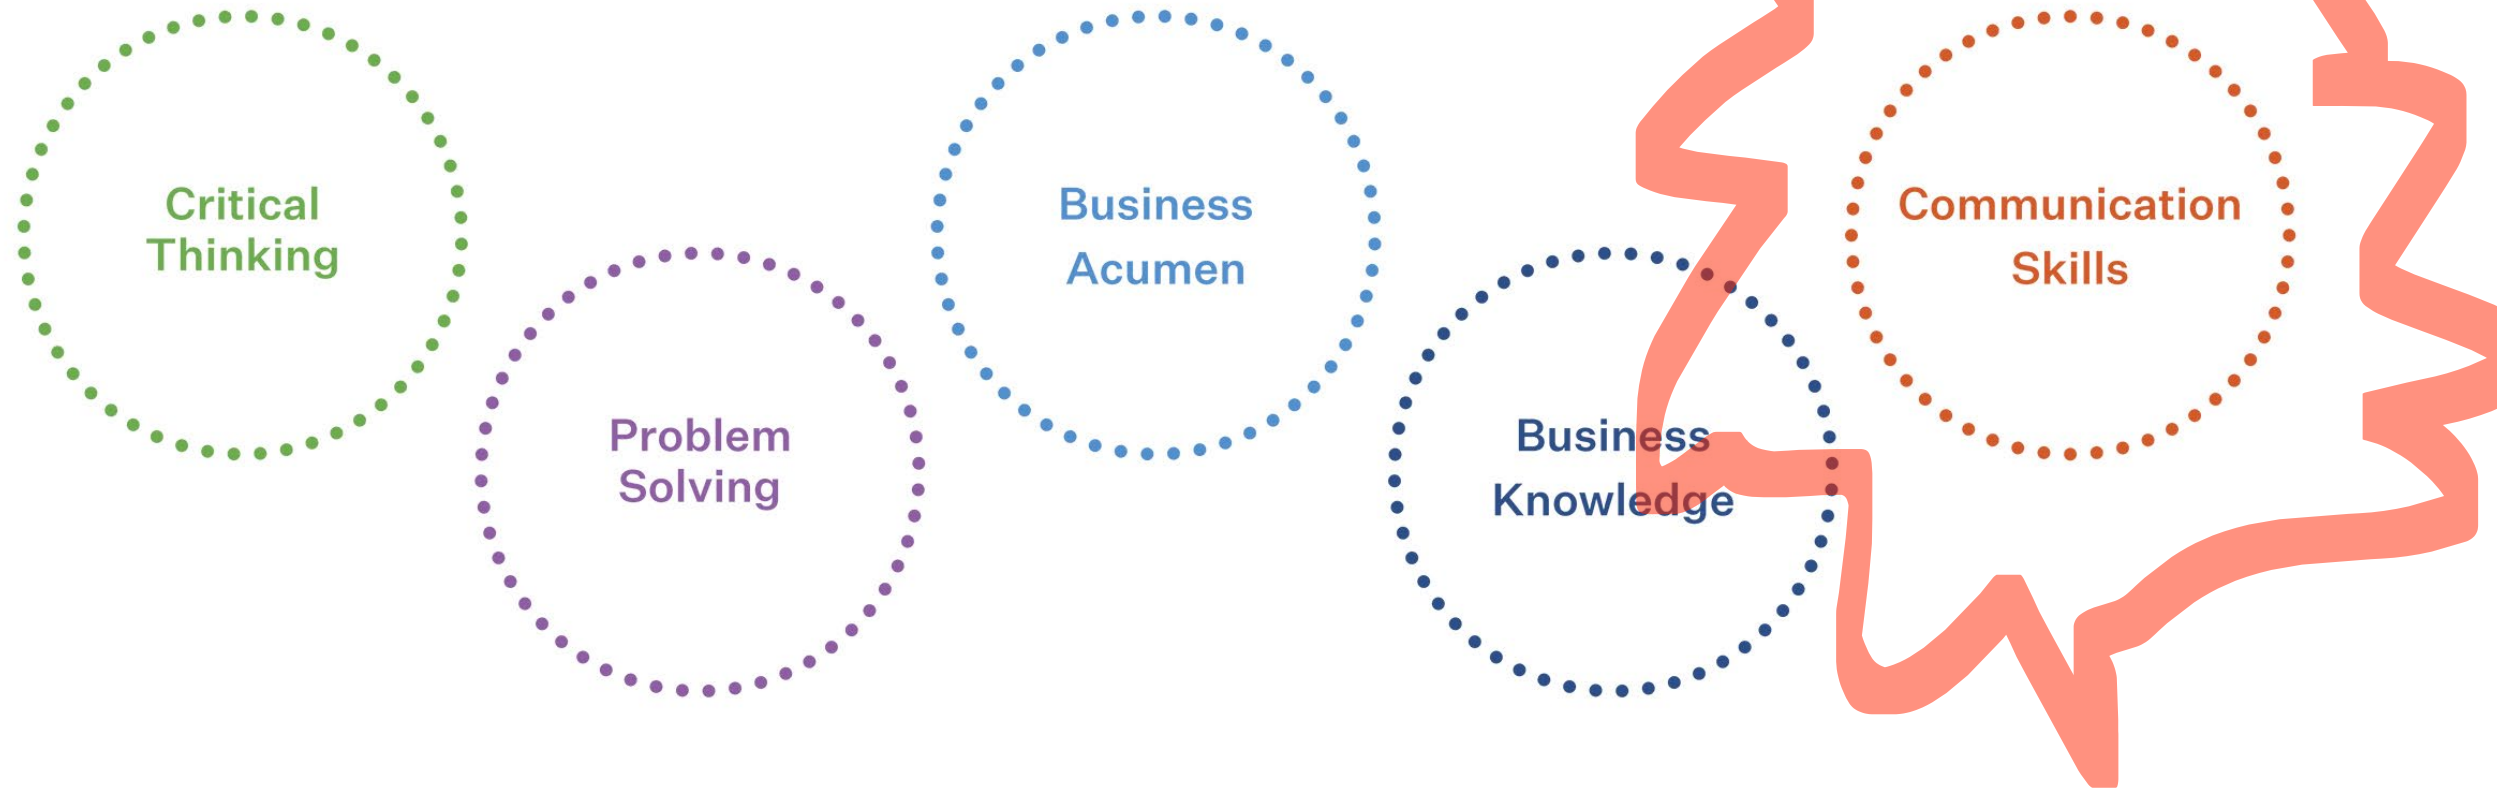 Critical
Thinking
Problem
Solving
Business
Acumen
Business
Knowledge
Communication
Skills